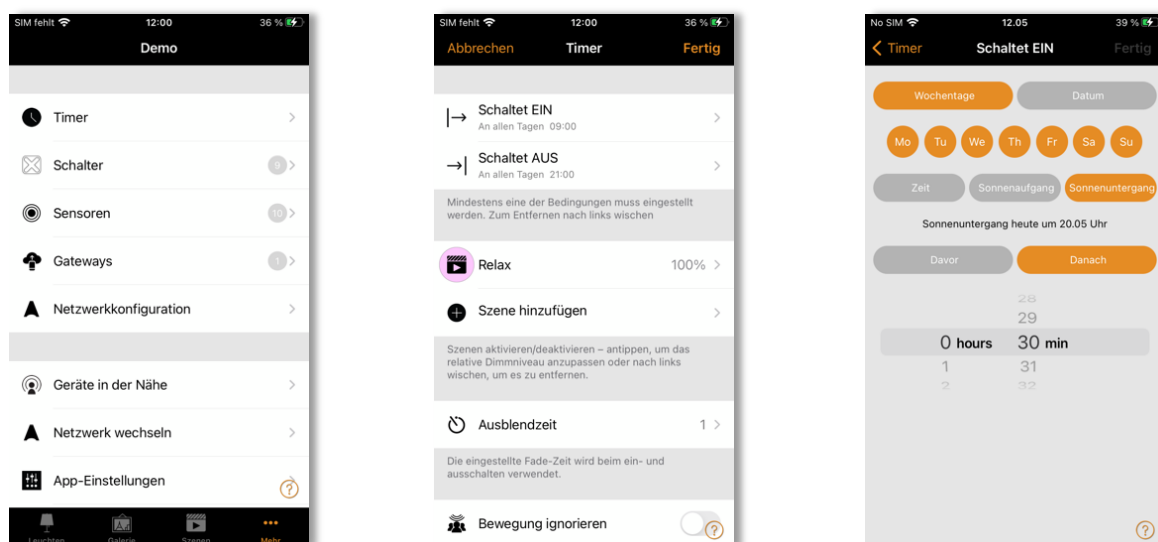 SIM fehlt 12:00 36 %
Demo
Timer
Schalter 9
Sensoren 10
Gateways 1
Netzwerkkonfiguration
Geräte in der Nähe
Netzwerk wechseln
App-Einstellungen
?
Leuchten Galerie Szenen Mehr
SIM fehlt 12:00 36 %
Abbrechen Timer Fertig
Schaltet EIN
An allen Tagen 09:00
Schaltet AUS
An allen Tagen 21:00
Mindestens eine der Bedingungen muss eingestellt
werden. Zum Entfernen nach links wischen
Relax 100%
Szene hinzufügen
Szenen aktivieren/deaktivieren – antippen, um das
relative Dimmniveau anzupassen oder nach links
wischen, um es zu entfernen.
Ausblendzeit 1
Die eingestellte Fade-Zeit wird beim ein- und
ausschalten verwendet.
Bewegung ignorieren
?
No SIM 12.05 39 %
Timer Schaltet EIN Fertig
Wochentage Datum
Mo Tu We Th Fr Sa Su
Zeit Sonnenaufgang Sonnenuntergang
Sonnenuntergang heute um 20.05 Uhr
Davor Danach
28
29
0 hours 30 min
1 31
2 32
?